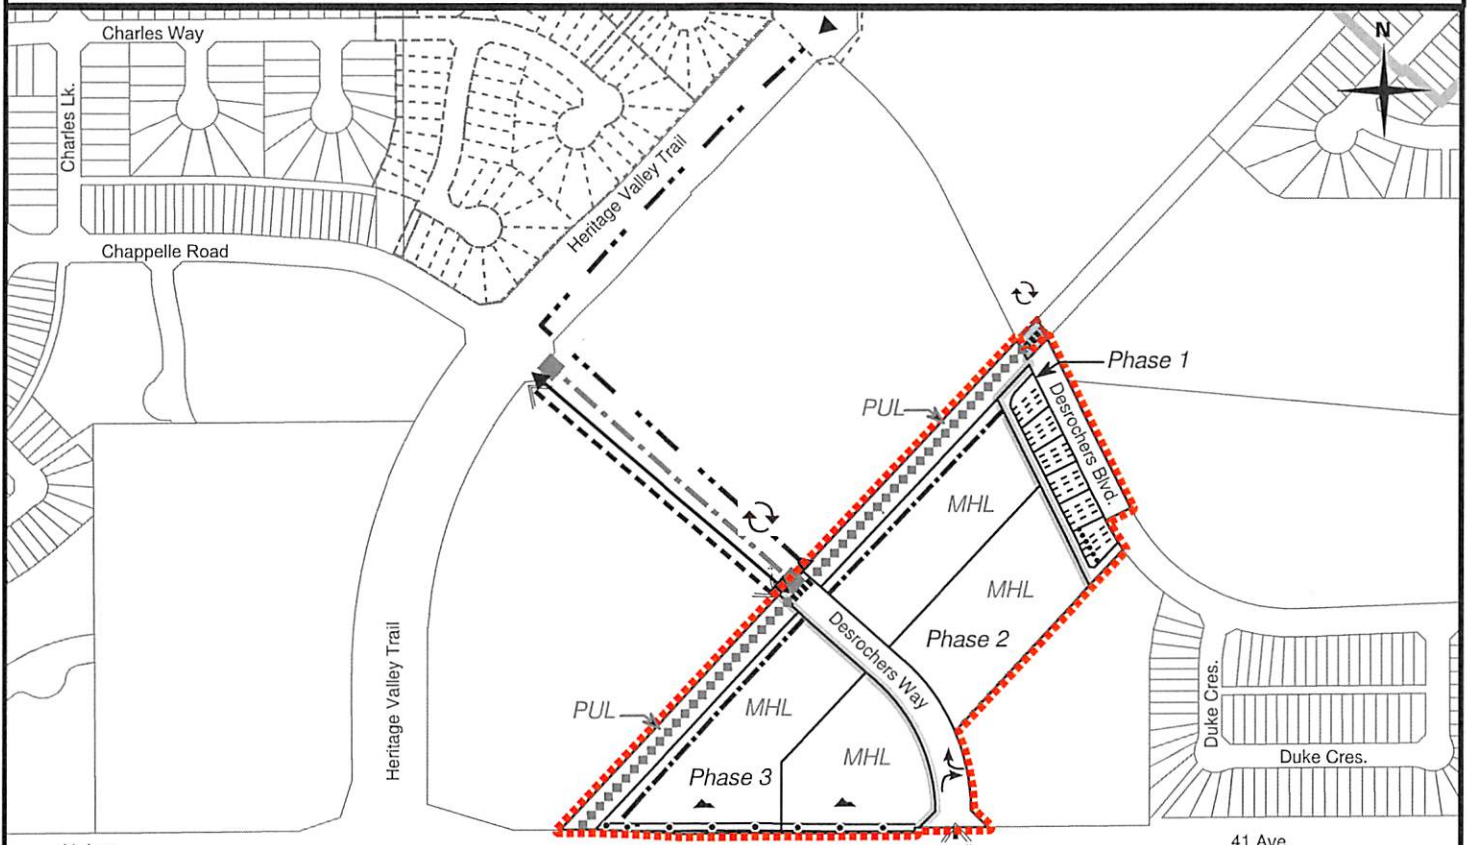 Charles Way
N
Charles Lk.
Heritage Valley Trail
Chappelle Road
Phase 1
PUL
Desrochers Blvd.
MHL
MHL
Phase 2
Desrochers Way
Heritage Valley Trail
PUL
MHL
MHL
Phase 3
Duke Cres.
Duke Cres.
41 Ave